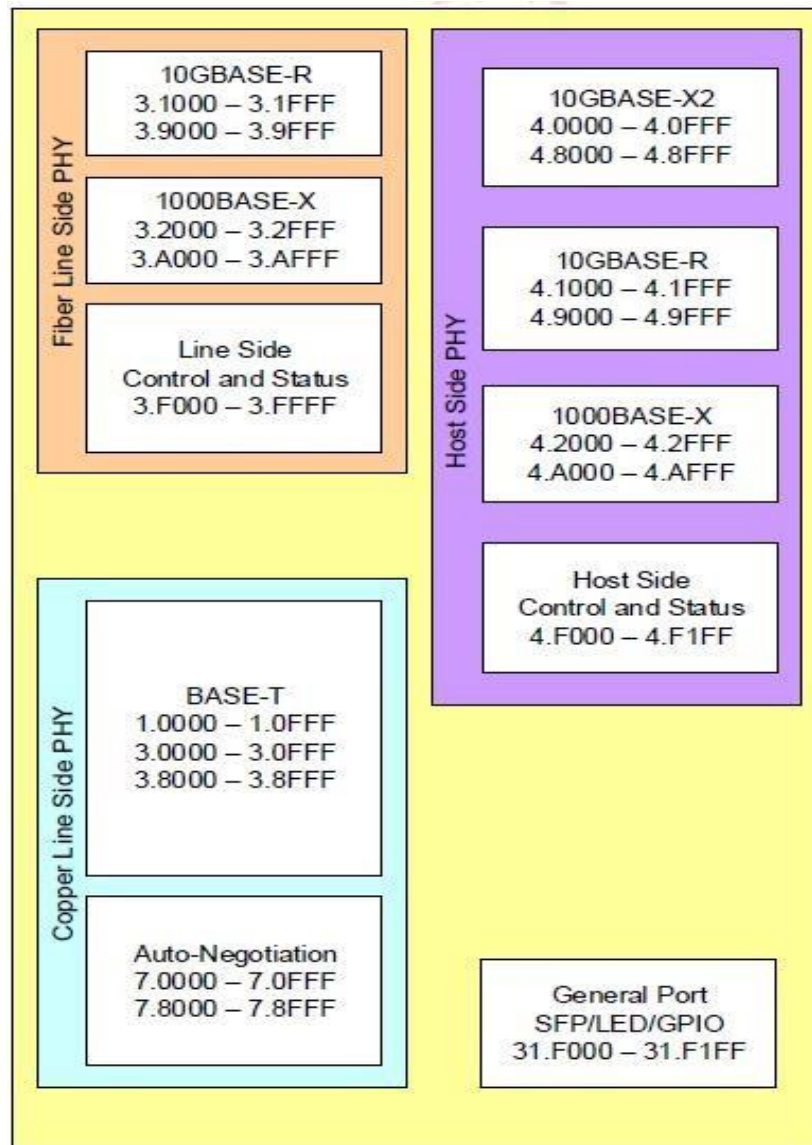 Fiber Line Side PHY
10GBASE-R
3.1000 – 3.1FFF
3.9000 – 3.9FFF
1000BASE-X
3.2000 – 3.2FFF
3.A000 – 3.AFFF
Line Side
Control and Status
3.F000 – 3.FFFF
Host Side PHY
10GBASE-X2
4.0000 – 4.0FFF
4.8000 – 4.8FFF
10GBASE-R
4.1000 – 4.1FFF
4.9000 – 4.9FFF
1000BASE-X
4.2000 – 4.2FFF
4.A000 – 4.AFFF
Host Side
Control and Status
4.F000 – 4.F1FF
Copper Line Side PHY
BASE-T
1.0000 – 1.0FFF
3.0000 – 3.0FFF
3.8000 – 3.8FFF
Auto-Negotiation
7.0000 – 7.0FFF
7.8000 – 7.8FFF
General Port
SFP/LED/GPIO
31.F000 – 31.F1FF